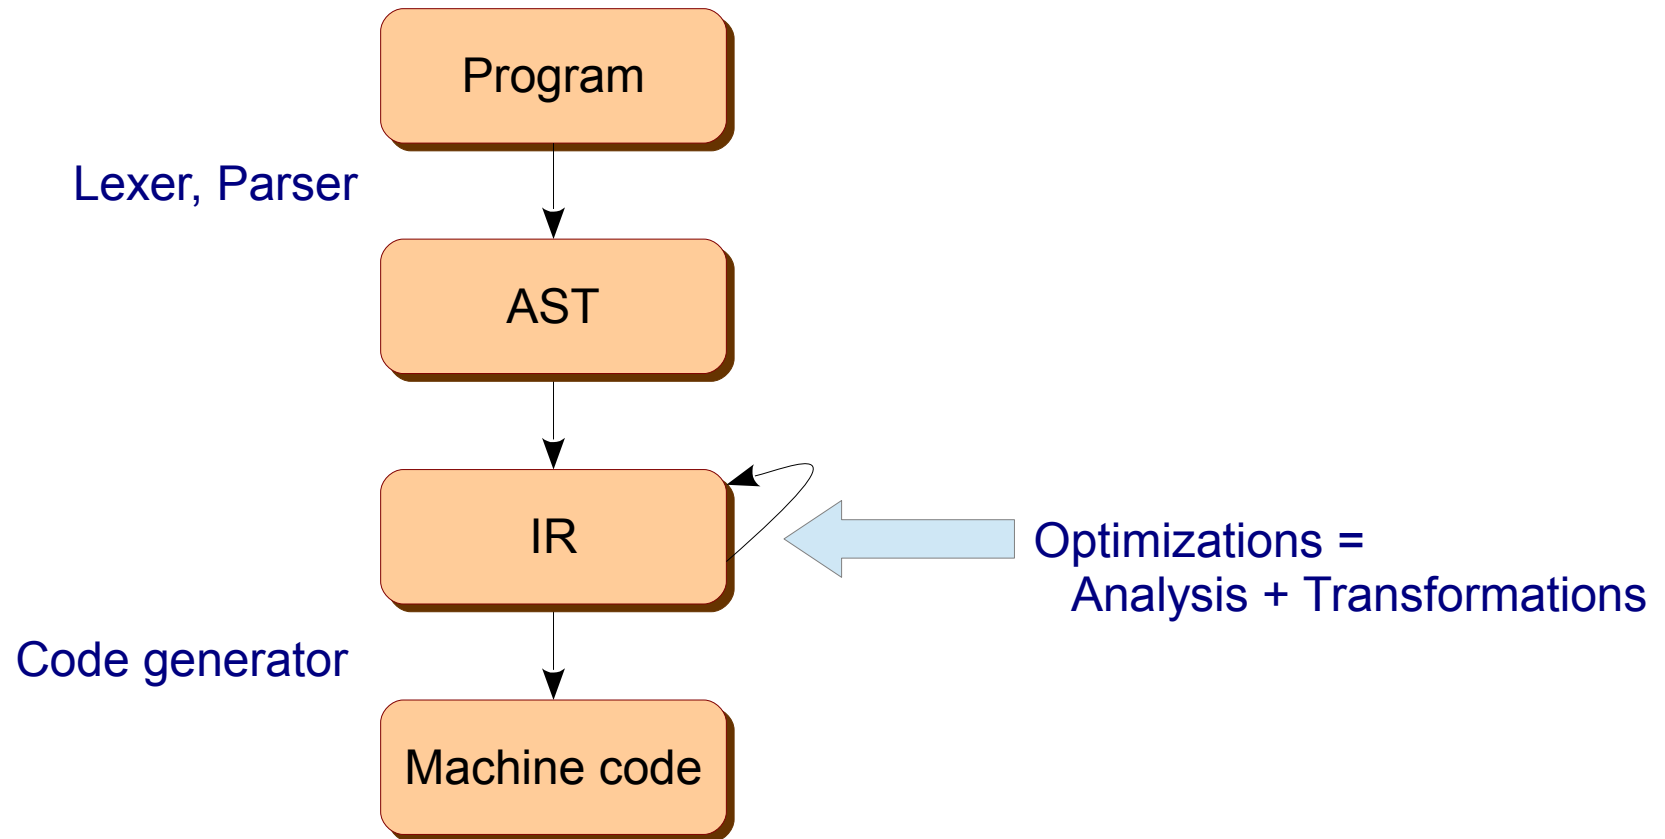 Program
Lexer, Parser
AST
IR
Optimizations =
Analysis + Transformations
Code generator
Machine code